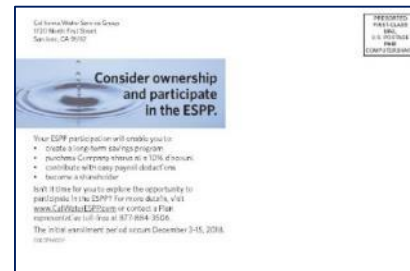 California Water Service Group
1720 North First Street
San Jose, CA 95112
PRESORTED
FIRST-CLASS
MAIL
U.S. POSTAGE
PAID
COMPUTERSHARE
Consider ownership
and participate
in the ESPP.
Your ESPP participation will enable you to:
• create a long-term savings program
• purchase Company shares at a 10% discount
• contribute with easy payroll deductions
• become a shareholder
Isn't it time for you to explore the opportunity to
participate in the ESPP? For more details, visit
www.CalWaterESPP.com or contact a Plan
representative toll-free at 877-884-3506.
The initial enrollment period occurs December 3-15, 2018.